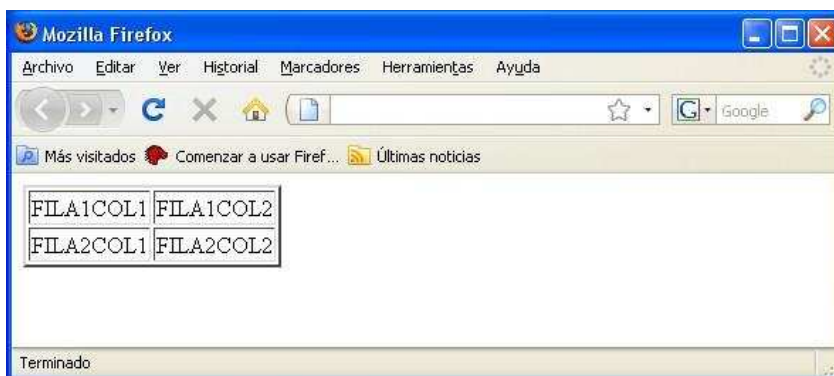 Mozilla Firefox
Archivo Editar Ver Historial Marcadores Herramientas Ayuda
G Google
Más visitados Comenzar a usar Firef... Últimas noticias
FILA1COL1 FILA1COL2
FILA2COL1 FILA2COL2
Terminado